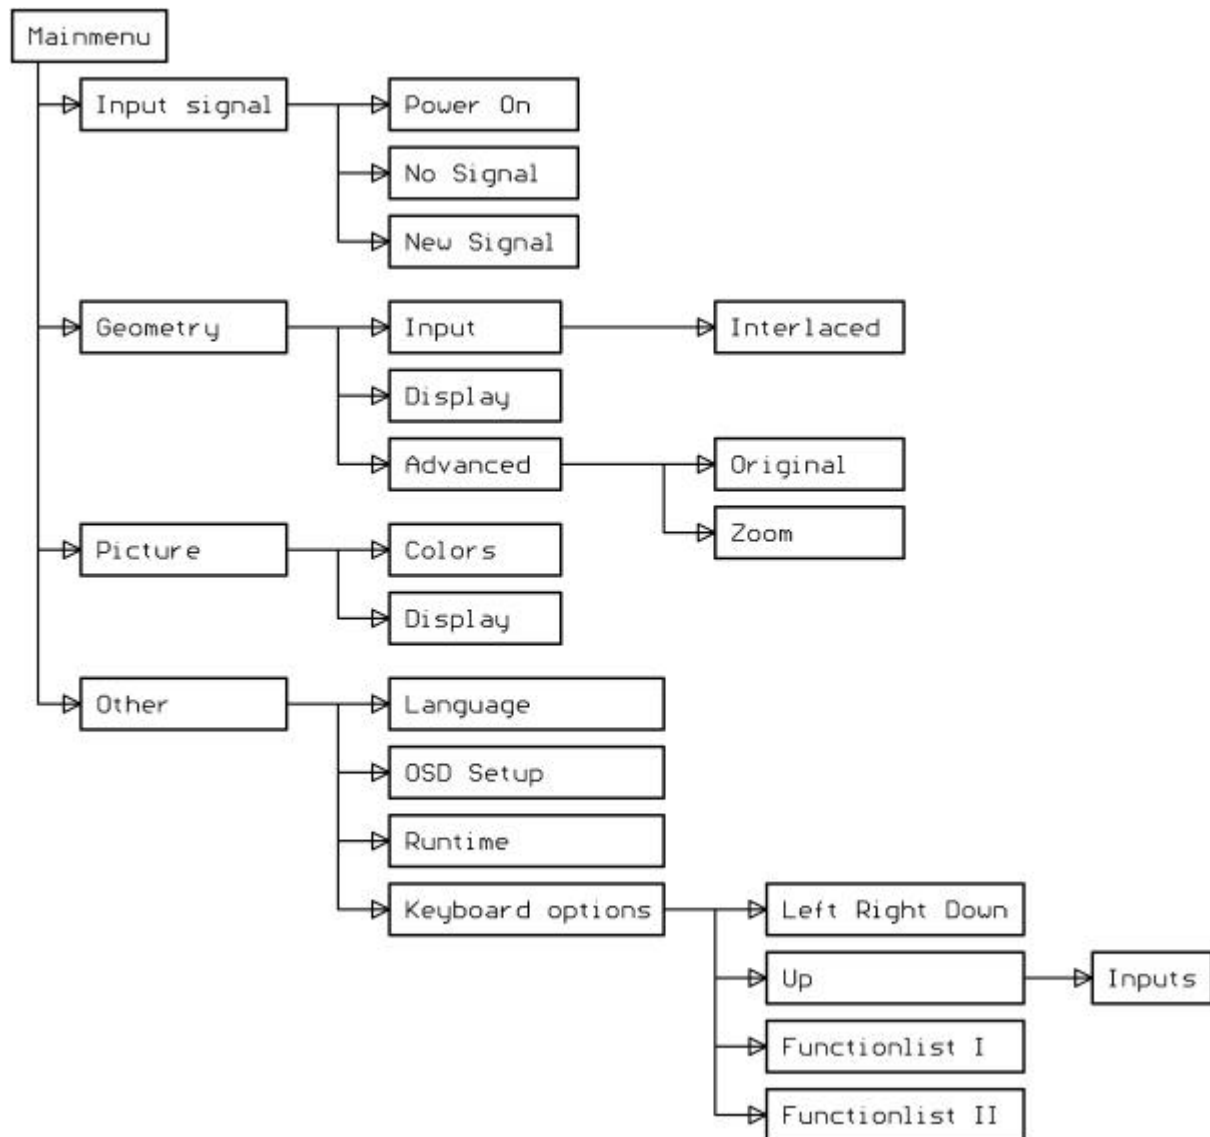 Mainmenu
Input signal
Power On
No Signal
New Signal
Geometry
Input
Interlaced
Display
Advanced
Original
Zoom
Picture
Colors
Display
Other
Language
OSD Setup
Runtime
Keyboard options
Left Right Down
Up
Inputs
Functionlist I
Functionlist II